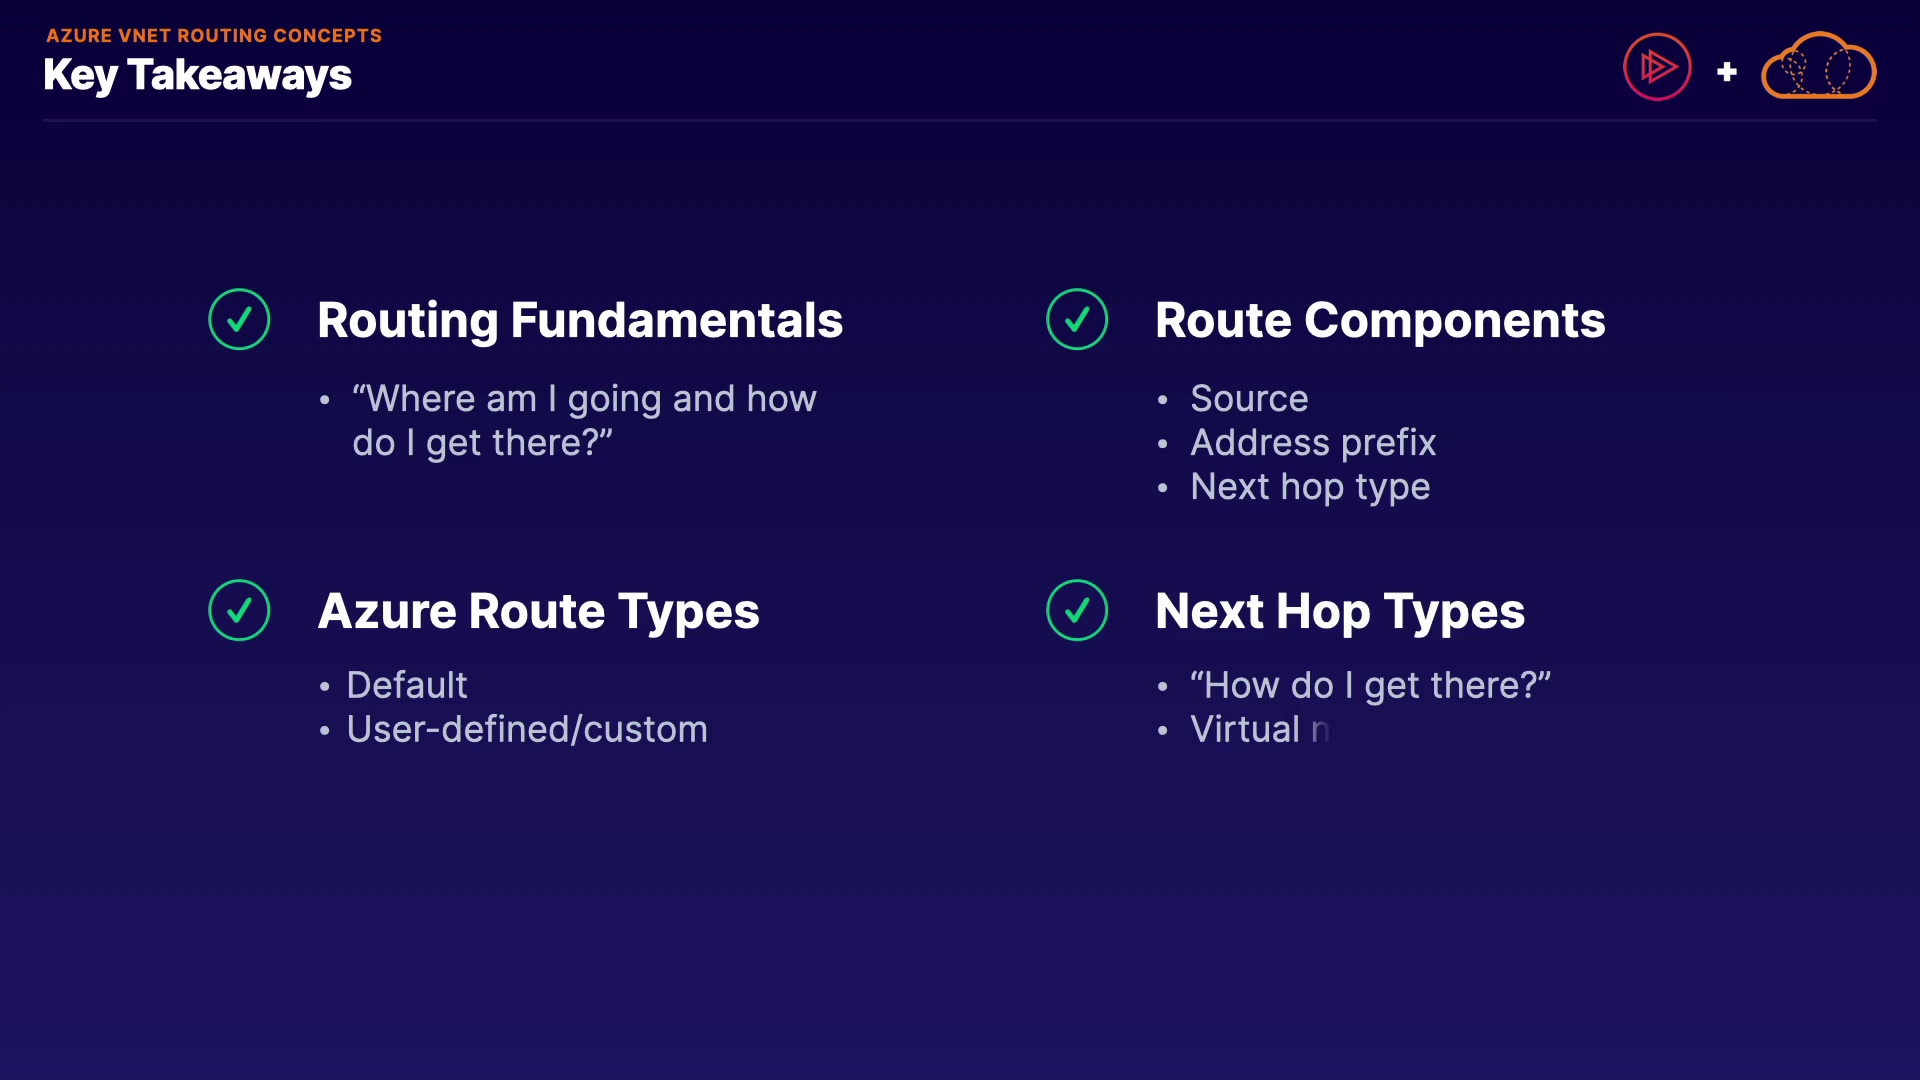 AZURE VNET ROUTING CONCEPTS
Key Takeaways
+
Routing Fundamentals
• “Where am I going and how
do I get there?”
Route Components
• Source
• Address prefix
• Next hop type
Azure Route Types
• Default
• User-defined/custom
Next Hop Types
• “How do I get there?”
• Virtual n